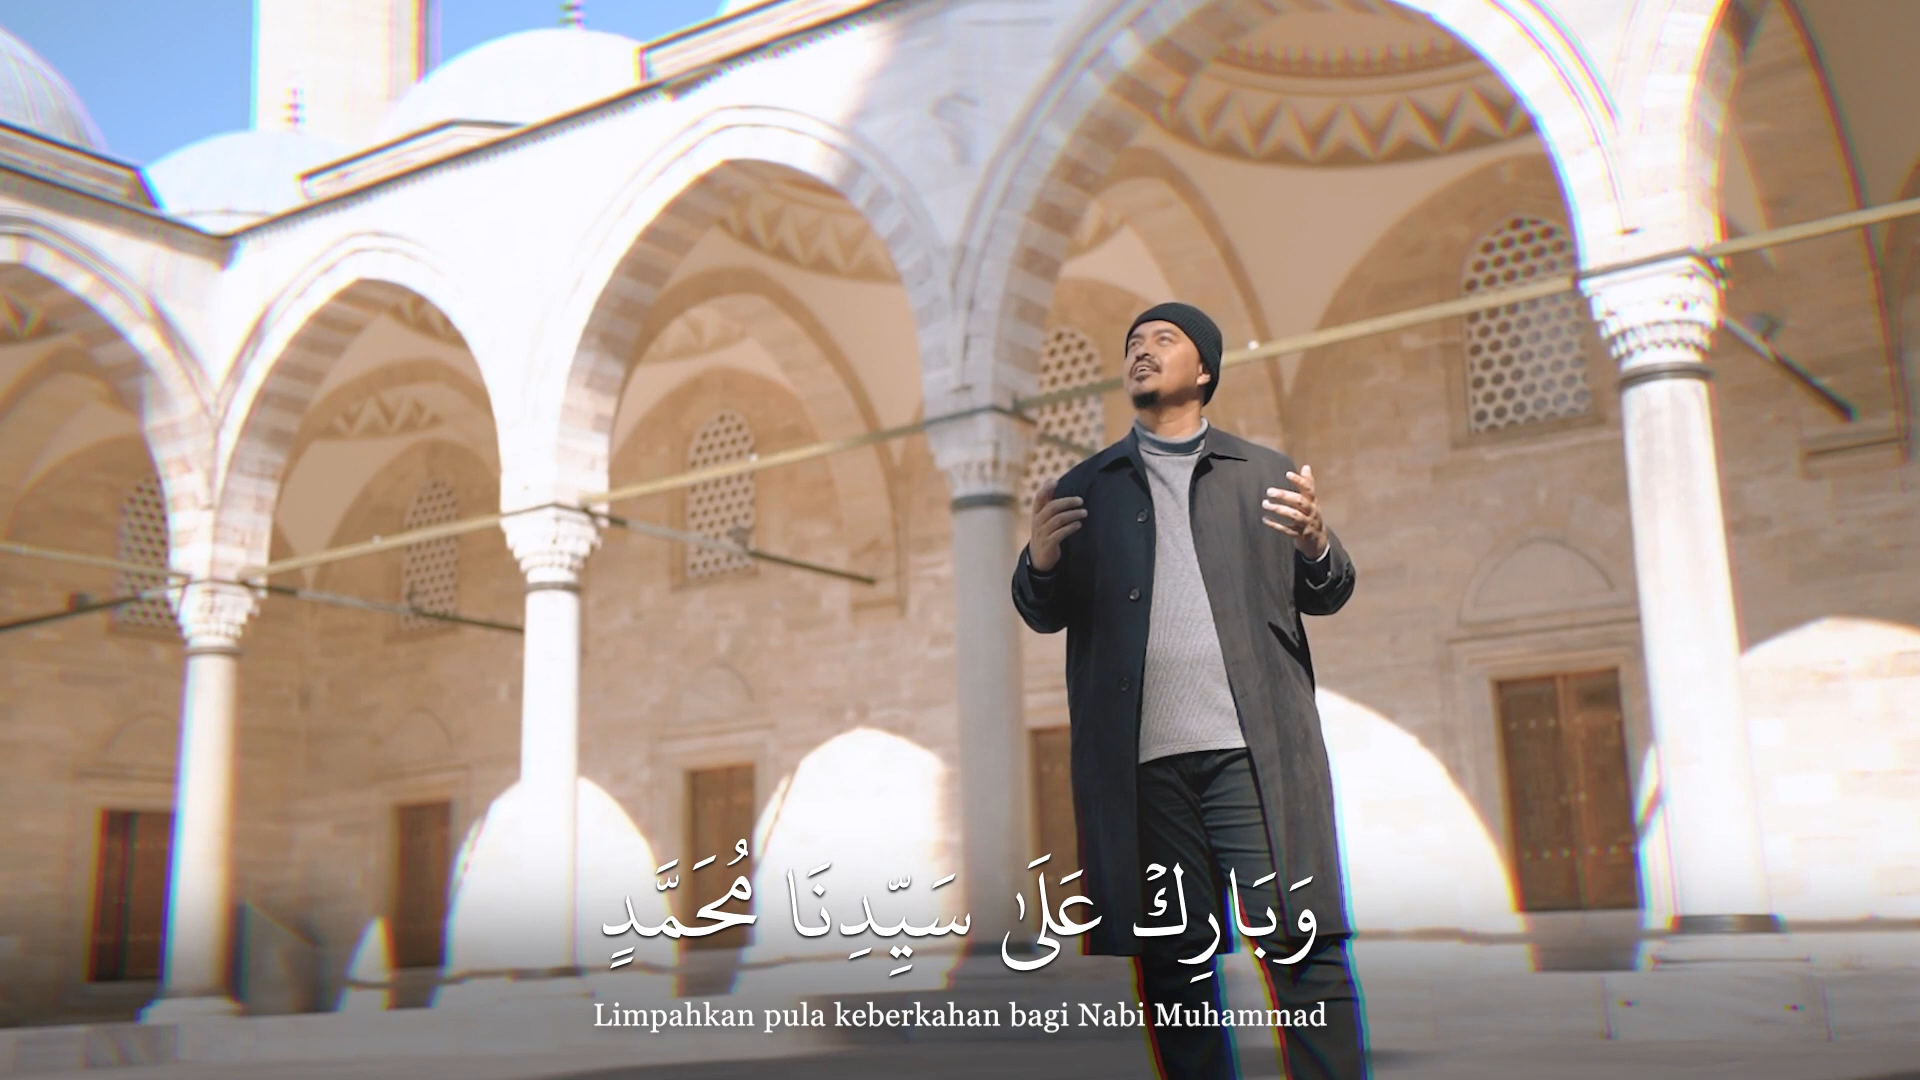 وَبَارِكْ عَلَىٰ سَيِّدِنَا مُحَمَّدٍ
Limpahkan pula keberkahan bagi Nabi Muhammad